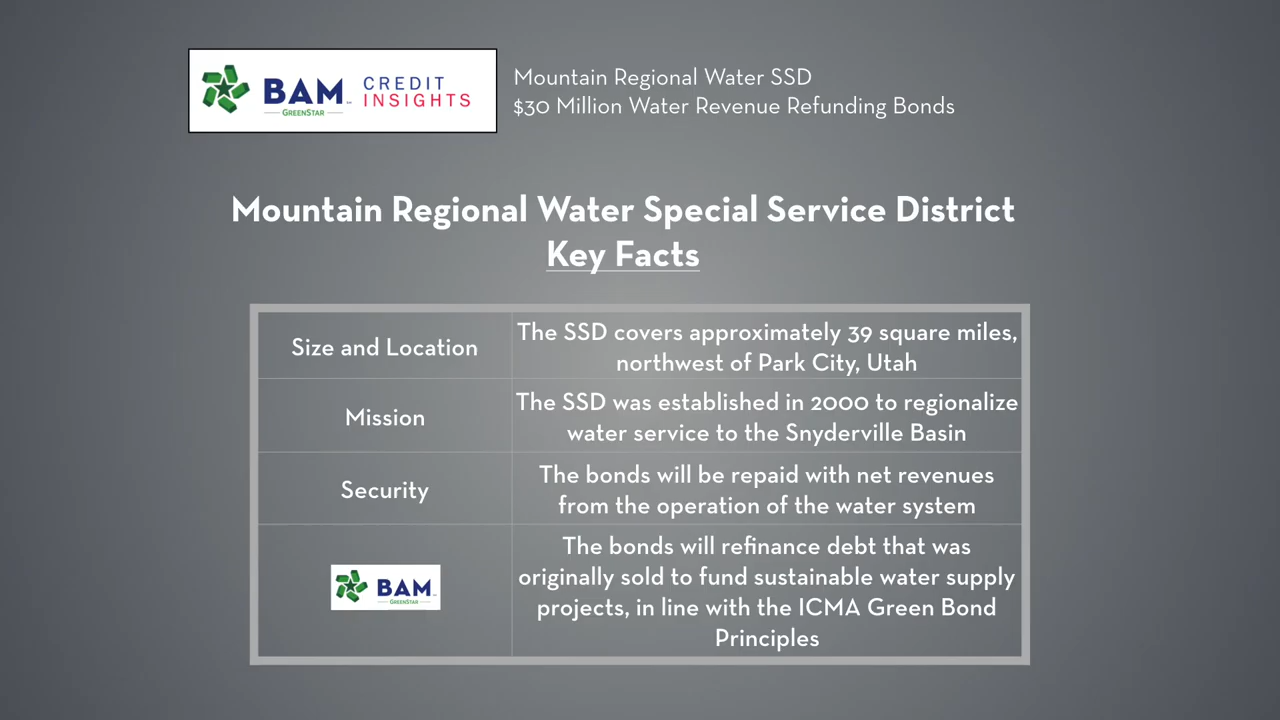 BAM CREDIT INSIGHTS
GREENSTAR
Mountain Regional Water SSD
$30 Million Water Revenue Refunding Bonds
Mountain Regional Water Special Service District
Key Facts
Size and Location
The SSD covers approximately 39 square miles,
northwest of Park City, Utah
Mission
The SSD was established in 2000 to regionalize
water service to the Snyderville Basin
Security
The bonds will be repaid with net revenues
from the operation of the water system
BAM
GREENSTAR
The bonds will refinance debt that was
originally sold to fund sustainable water supply
projects, in line with the ICMA Green Bond
Principles